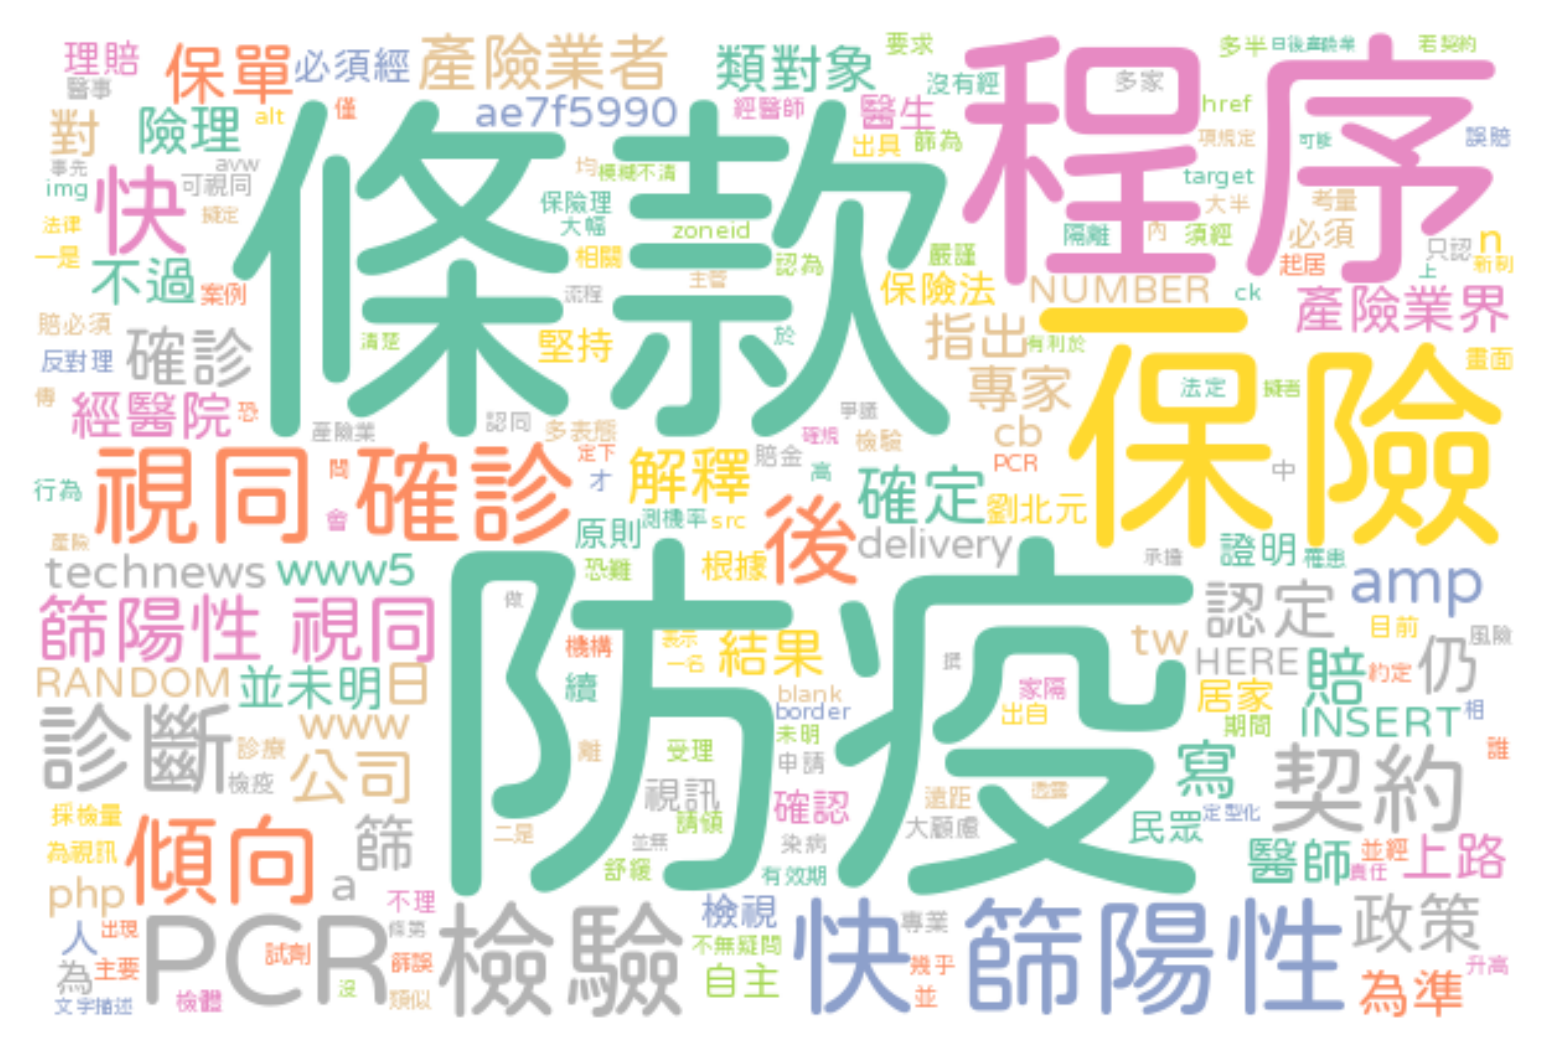 理賠
保單
必須經
產險業者
類對象
要求
程序
多半
若契約
醫事
對
險理
alt
僅
ae7f5990
經醫師
醫生
沒有經
多家
href
出具
篩為
項規定
可能
誤賠
條款
事先
avw
img
快
可視同
均
模糊不清
target
法律
擬定
保險理
大幅
zoneid
大半
考量
隔離
內
須經
必須
一是
不過
案例
相關
認為
嚴謹
只認
n
新制
起居
上
主管
流程
保險法
NUMBER
ck
產險業界
賠必須
確診
清楚
堅持
於
指出
有利於
一
反對理
畫面
專家
法定
保險
傳
經醫院
恐
產險業
認同
多表態
爭議
確規
檢驗
cb
視同
確診
問
定下
才
解釋
賠金
高
PCR
中
行為
會
確定
劉北元
原則
測機率
src
後
產險
technews
www5
恐難
根據
delivery
承擔
證明
罹患
amp
篩陽性
視同
防疫
做
機構
表示
一名
結果
tw
認定
目前
風險
RANDOM
並未明
日
續
blank
border
家隔
出自
HERE
居家
賠
約定
仍
診斷
www
診療
檢疫
公司
離
受理
未明
申請
期間
INSERT
相
誰
寫
契約
視訊
確認
遠距
透露
採檢量
傾向
篩
二是
請領
並無
染病
大顧慮
民眾
定型化
為視訊
醫師
並經
責任
上路
php
a
舒緩
有效期
不理
PCR
檢驗
檢視
快
專業
篩陽性
政策
人
出現
條第
為
主要
試劑
篩誤
不無疑問
自主
幾乎
並
升高
為準
文字描述
檢體
沒
類似